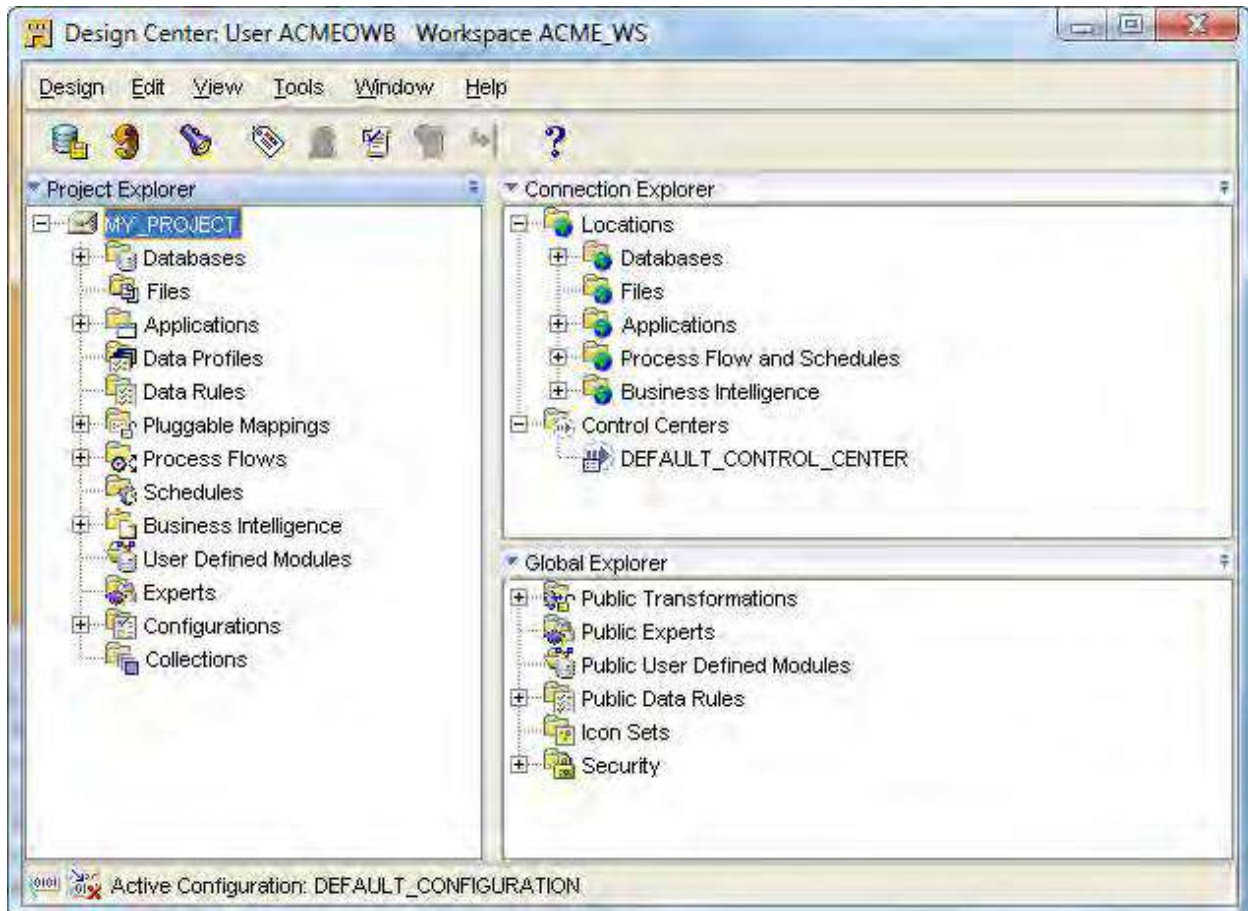 Design Center: User ACMEOWB Workspace ACME_WS
Design Edit View Tools Window Help
?
Project Explorer
MY_PROJECT
Databases
Files
Applications
Data Profiles
Data Rules
Pluggable Mappings
Process Flows
Schedules
Business Intelligence
User Defined Modules
Experts
Configurations
Collections
Connection Explorer
Locations
Databases
Files
Applications
Process Flow and Schedules
Business Intelligence
Control Centers
DEFAULT_CONTROL_CENTER
Global Explorer
Public Transformations
Public Experts
Public User Defined Modules
Public Data Rules
Icon Sets
Security
Active Configuration: DEFAULT_CONFIGURATION